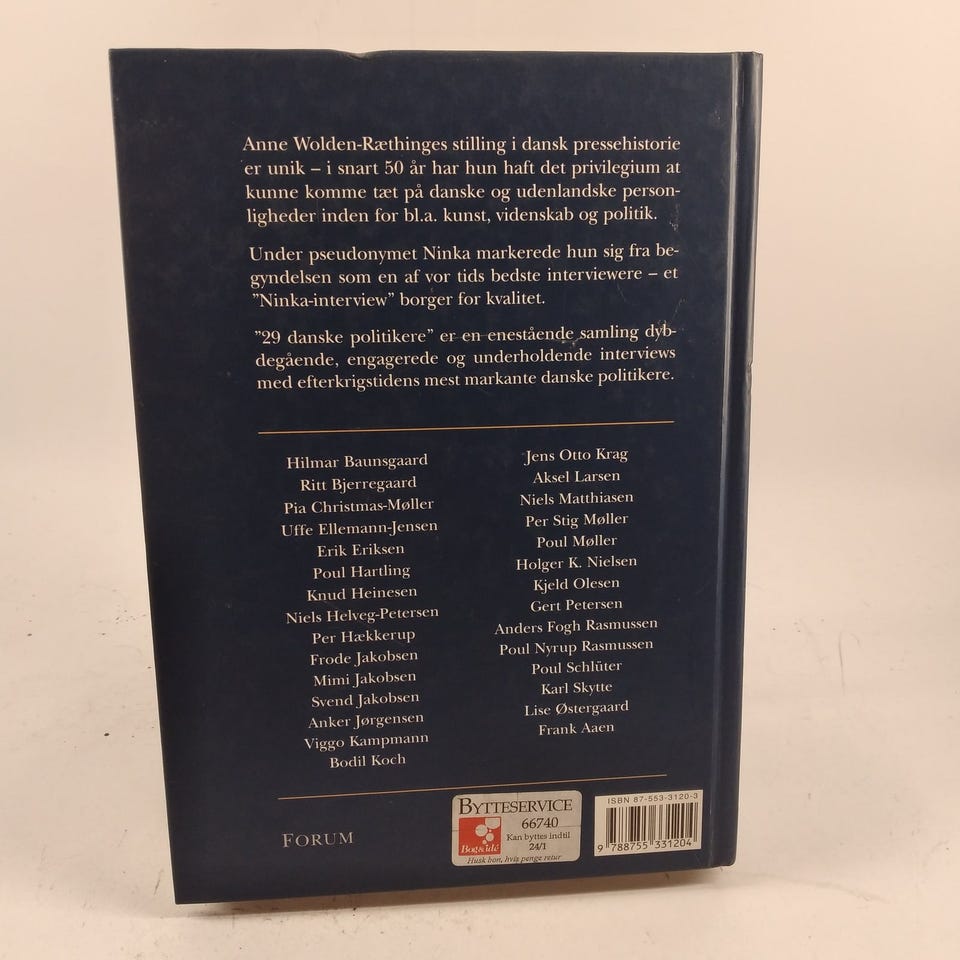 Anne Wolden-Ræthinges stilling i dansk pressehistorie
er unik – i snart 50 år har hun haft det privilegium at
kunne komme tæt på danske og udenlandske person-
ligheder inden for bl.a. kunst, videnskab og politik.
Under pseudonymet Ninka markerede hun sig fra be-
gyndelsen som en af vor tids bedste interviewere – et
"Ninka-interview" borger for kvalitet.
"29 danske politikere" er en enestående samling dyb-
degående, engagerede og underholdende interviews
med efterkrigstidens mest markante danske politikere.
Hilmar Baunsgaard
Ritt Bjerregaard
Pia Christmas-Møller
Uffe Ellemann-Jensen
Erik Eriksen
Poul Hartling
Knud Heinesen
Niels Helveg-Petersen
Per Hækkerup
Frode Jakobsen
Mimi Jakobsen
Svend Jakobsen
Anker Jørgensen
Viggo Kampmann
Bodil Koch
Jens Otto Krag
Aksel Larsen
Niels Matthiasen
Per Stig Møller
Poul Møller
Holger K. Nielsen
Kjeld Olesen
Gert Petersen
Anders Fogh Rasmussen
Poul Nyrup Rasmussen
Poul Schlüter
Karl Skytte
Lise Østergaard
Frank Aaen
FORUM
BYTTESERVICE
66740
Kan byttes indtil
24/1
Bog & idé
Husk bon, hvis penge retur
ISBN 87-553-3120-3
9 788755 331204